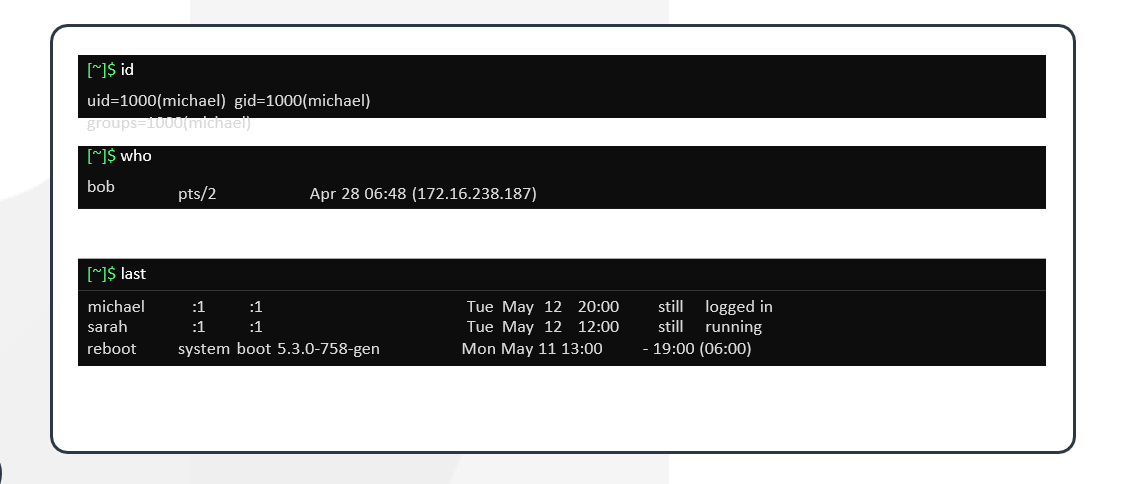 [~]$ id
uid=1000(michael) gid=1000(michael)
groups=1000(michael)
[~]$ who
bob pts/2 Apr 28 06:48 (172.16.238.187)
[~]$ last
michael :1 :1 Tue May 12 20:00 still logged in
sarah :1 :1 Tue May 12 12:00 still running
reboot system boot 5.3.0-758-gen Mon May 11 13:00 - 19:00 (06:00)